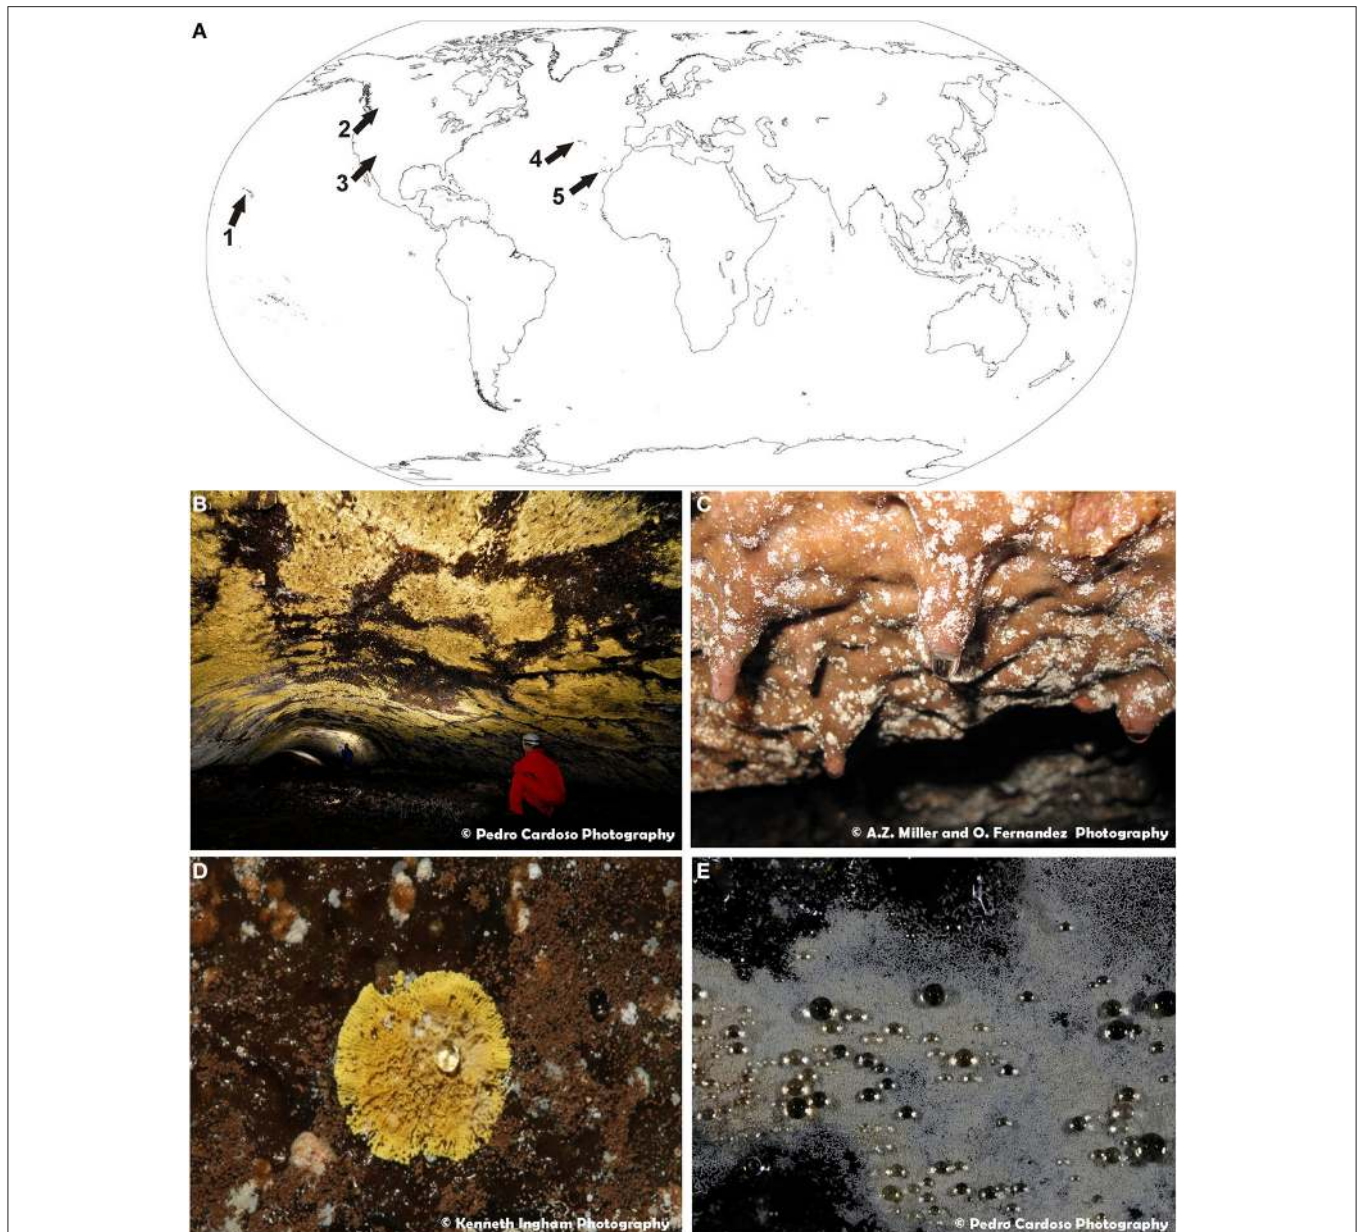 A
2
4
3
5
1
B
C
© Pedro Cardoso Photography
© A.Z. Miller and O. Fernandez Photography
D
E
© Kenneth Ingham Photography
© Pedro Cardoso Photography